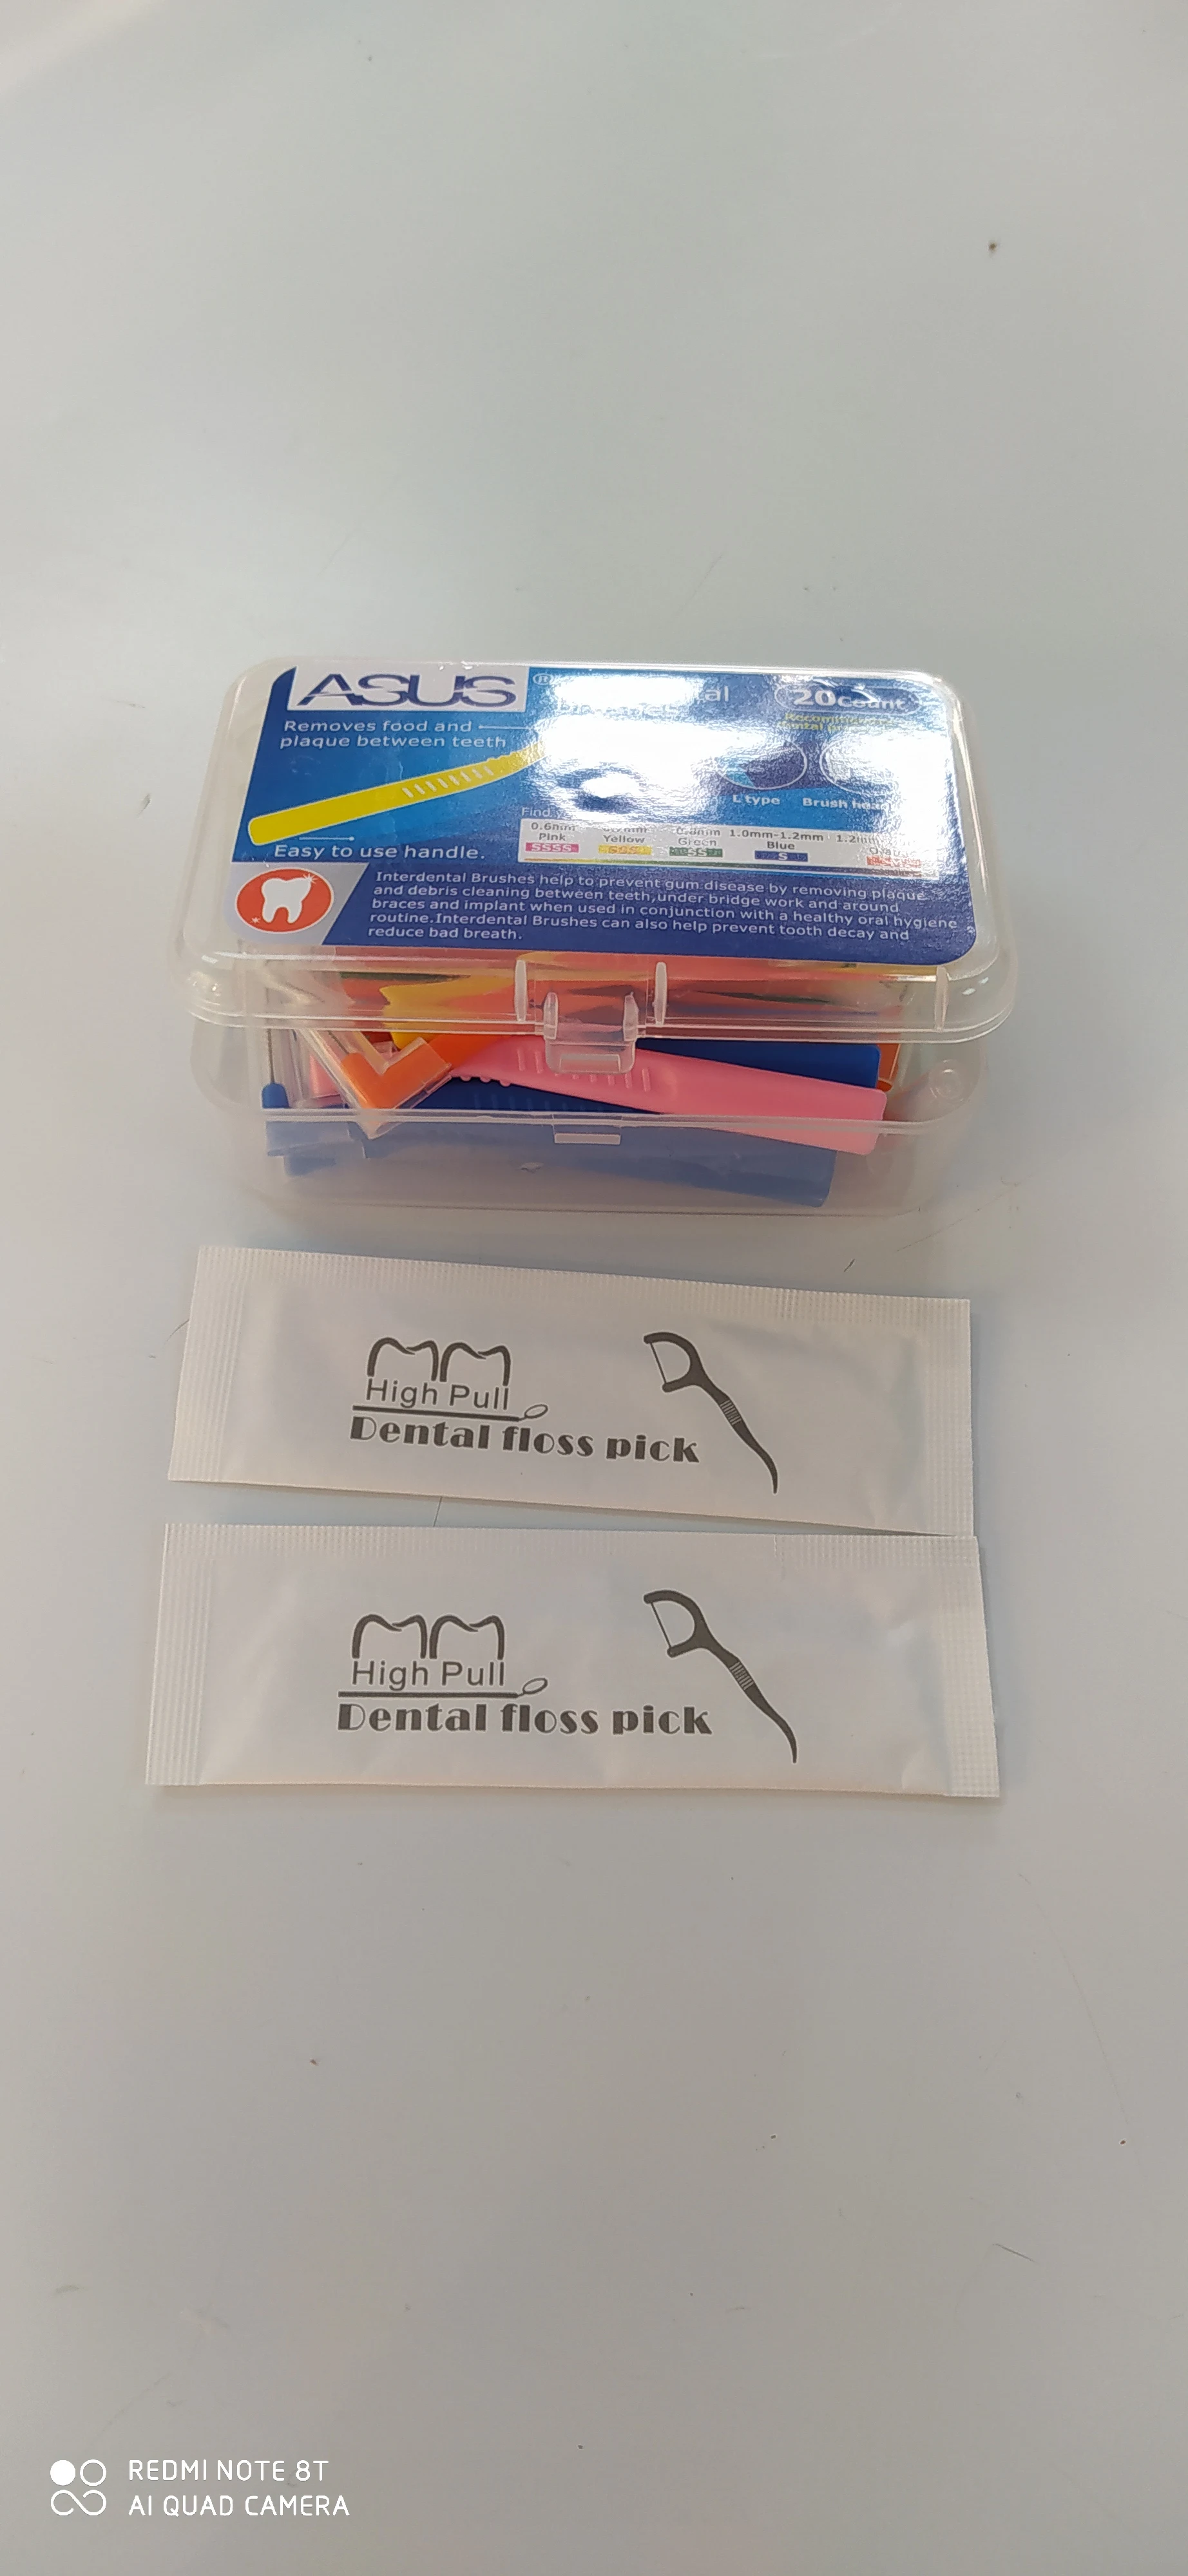 ASUS ®
20count
Removes food and
plaque between teeth
L type Brush head
Easy to use handle.
Find
0.6mm 1.0mm-1.2mm
Pink Yellow Green Blue
SSSS SSS SS S
Interdental Brushes help to prevent gum disease by removing plaque
and debris cleaning between teeth,under bridge work and around
braces and implant when used in conjunction with a healthy oral hygiene
routine.Interdental Brushes can also help prevent tooth decay and
reduce bad breath.
High Pull
Dental floss pick
High Pull
Dental floss pick
REDMI NOTE 8T
AI QUAD CAMERA